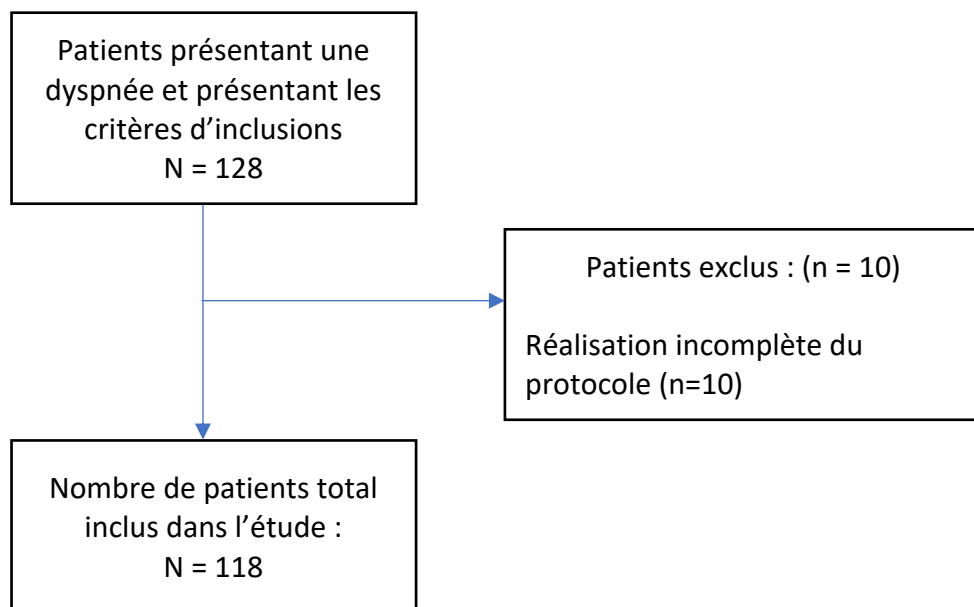 Patients présentant une
dyspnée et présentant les
critères d’inclusions
N = 128
Patients exclus : (n = 10)
Réalisation incomplète du
protocole (n=10)
Nombre de patients total
inclus dans l’étude :
N = 118